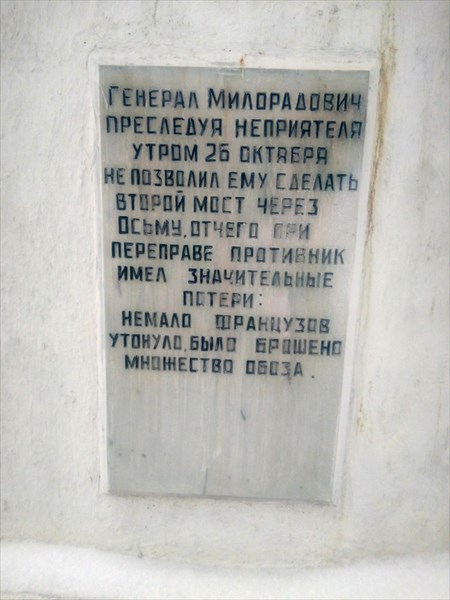 ГЕНЕРАЛ МИЛОРАДОВИЧ
ПРЕСЛЕДУЯ НЕПРИЯТЕЛЯ
УТРОМ 26 ОКТЯБРЯ
НЕ ПОЗВОЛИЛ ЕМУ СДЕЛАТЬ
ВТОРОЙ МОСТ ЧЕРЕЗ
ОСЬМУ, ОТЧЕГО ПРИ
ПЕРЕПРАВЕ ПРОТИВНИК
ИМЕЛ ЗНАЧИТЕЛЬНЫЕ
ПОТЕРИ:
НЕМАЛО ФРАНЦУЗОВ
УТОНУЛО, БЫЛО БРОШЕНО
МНОЖЕСТВО ОБОЗА.